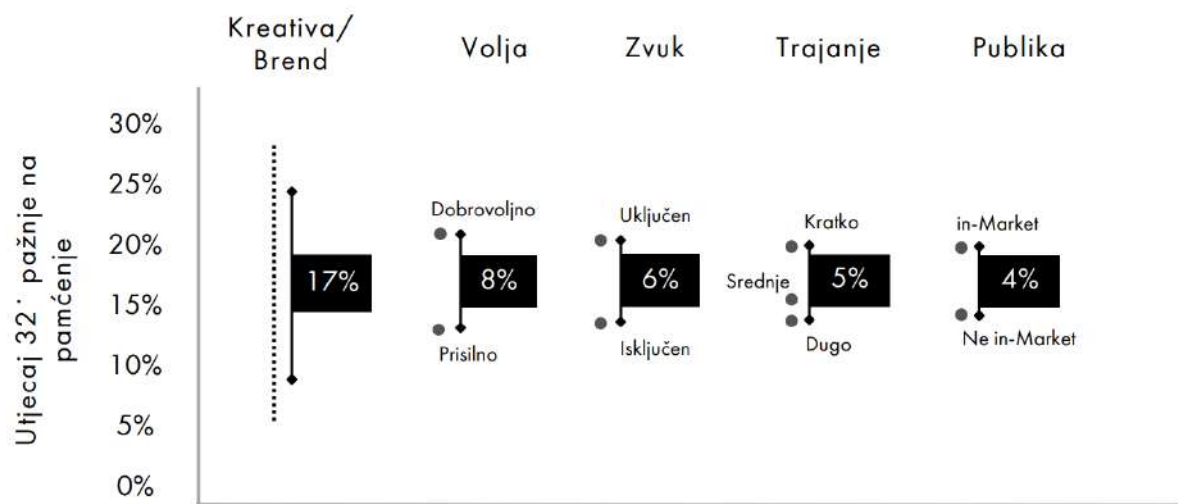 Kreativa/
Brend
Volja
Zvuk
Trajanje
Publika
Utjecaj 32˙ pažnje na
pamćenje
30%
25%
20%
15%
10%
5%
0%
17%
Dobrovoljno
8%
Prisilno
Uključen
6%
Isključen
Kratko
Srednje
5%
Dugo
in-Market
4%
Ne in-Market